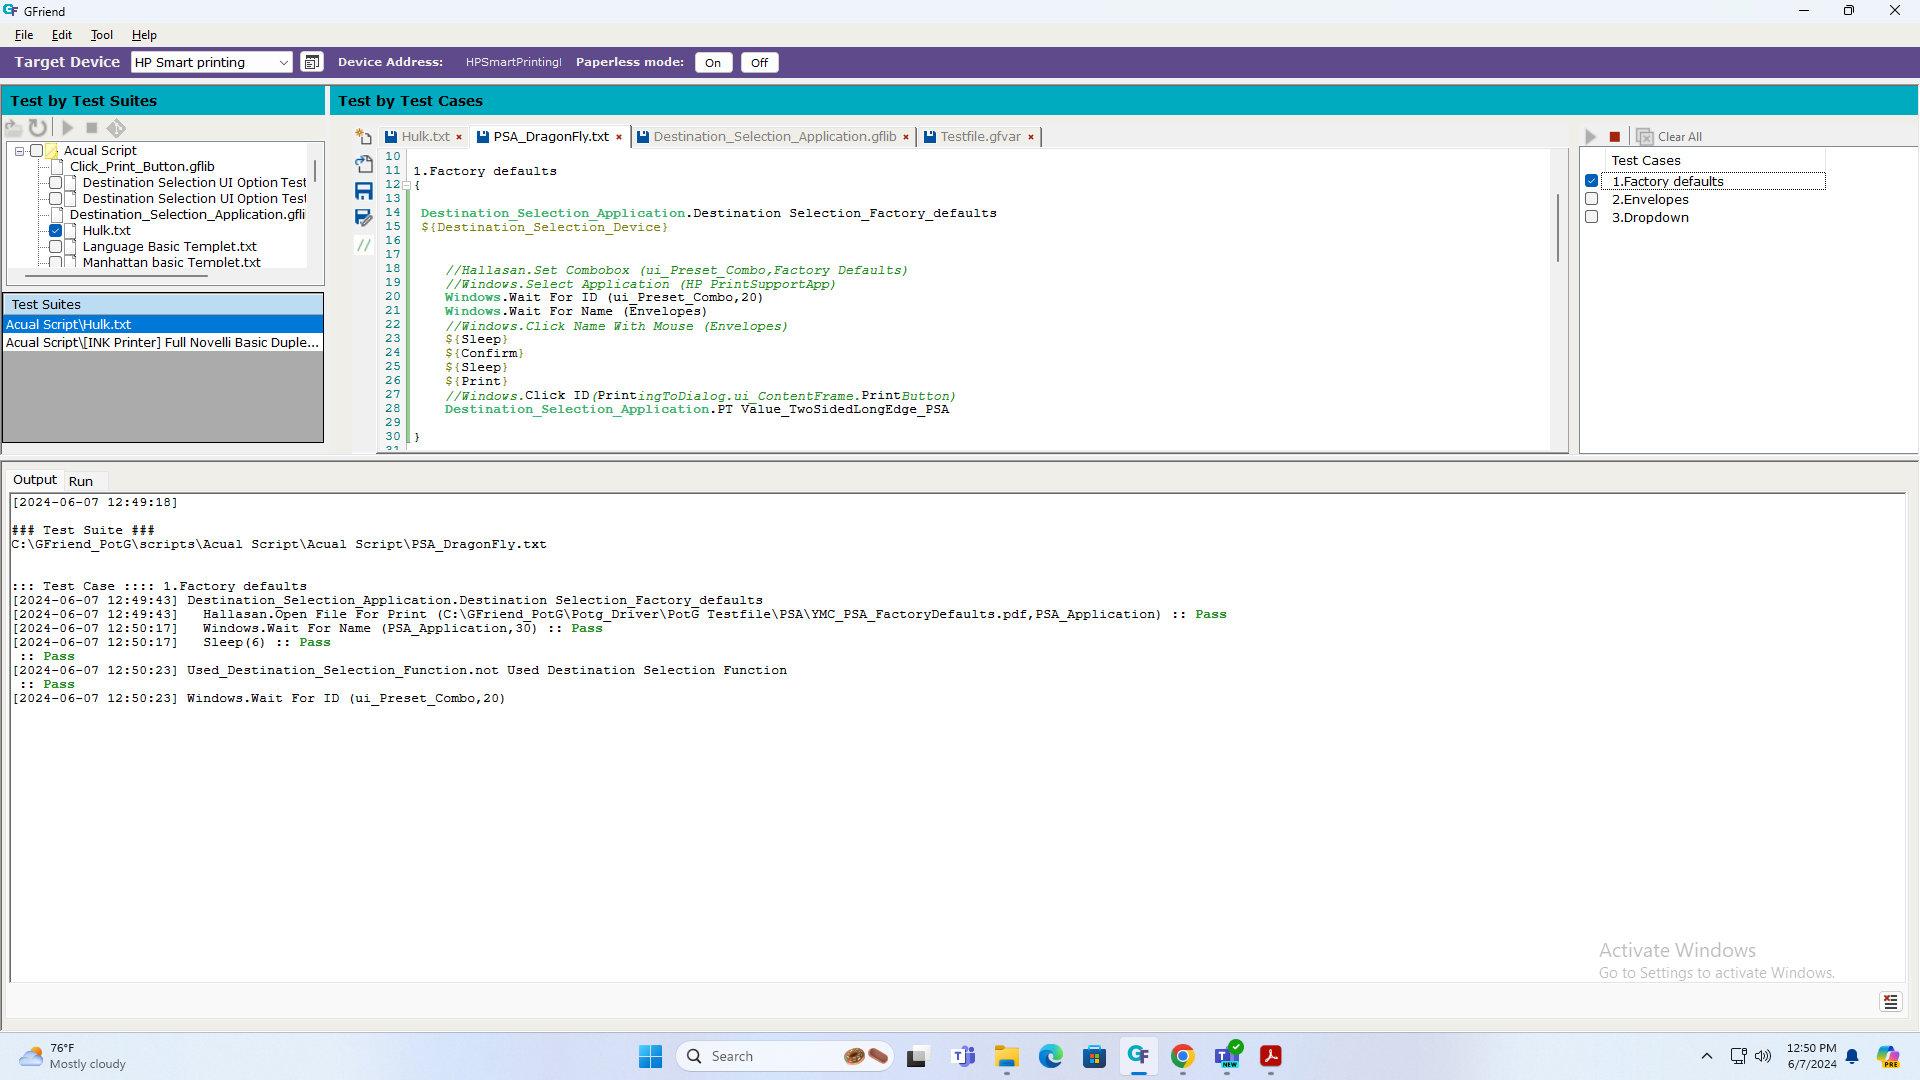 GFriend
File Edit Tool Help
Target Device HP Smart printing Device Address: HPSmartPrintingI Paperless mode: On Off
Test by Test Suites
Acual Script
Click_Print_Button.gflib
Destination Selection UI Option Test
Destination Selection UI Option Test
Destination_Selection_Application.gfli
Hulk.txt
Language Basic Templet.txt
Manhattan basic Templet.txt
Test Suites
Acual Script\Hulk.txt
Acual Script\[INK Printer] Full Novelli Basic Duple...
Test by Test Cases
Hulk.txt PSA_DragonFly.txt Destination_Selection_Application.gflib Testfile.gfvar
10
11 1.Factory defaults
12 {
13
14 Destination_Selection_Application.Destination Selection_Factory_defaults
15 ${Destination_Selection_Device}
16
17
18 //Hallasan.Set Combobox (ui_Preset_Combo,Factory Defaults)
19 //Windows.Select Application (HP PrintSupportApp)
20 Windows.Wait For ID (ui_Preset_Combo,20)
21 Windows.Wait For Name (Envelopes)
22 //Windows.Click Name With Mouse (Envelopes)
23 ${Sleep}
24 ${Confirm}
25 ${Sleep}
26 ${Print}
27 //Windows.Click ID(PrintingToDialog.ui_ContentFrame.PrintButton)
28 Destination_Selection_Application.PT Value_TwoSidedLongEdge_PSA
29
30 }
31
Clear All
Test Cases
1.Factory defaults
2.Envelopes
3.Dropdown
Output Run
[2024-06-07 12:49:18]
### Test Suite ###
C:\GFriend_PotG\scripts\Acual Script\Acual Script\PSA_DragonFly.txt
::: Test Case :::: 1.Factory defaults
[2024-06-07 12:49:43] Destination_Selection_Application.Destination Selection_Factory_defaults
[2024-06-07 12:49:43] Hallasan.Open File For Print (C:\GFriend_PotG\Potg_Driver\PotG Testfile\PSA\YMC_PSA_FactoryDefaults.pdf,PSA_Application) :: Pass
[2024-06-07 12:50:17] Windows.Wait For Name (PSA_Application,30) :: Pass
[2024-06-07 12:50:17] Sleep(6) :: Pass
:: Pass
[2024-06-07 12:50:23] Used_Destination_Selection_Function.not Used Destination Selection Function
:: Pass
[2024-06-07 12:50:23] Windows.Wait For ID (ui_Preset_Combo,20)
Activate Windows
Go to Settings to activate Windows.
76°F
Mostly cloudy
Search
NEW
12:50 PM
6/7/2024
PRE